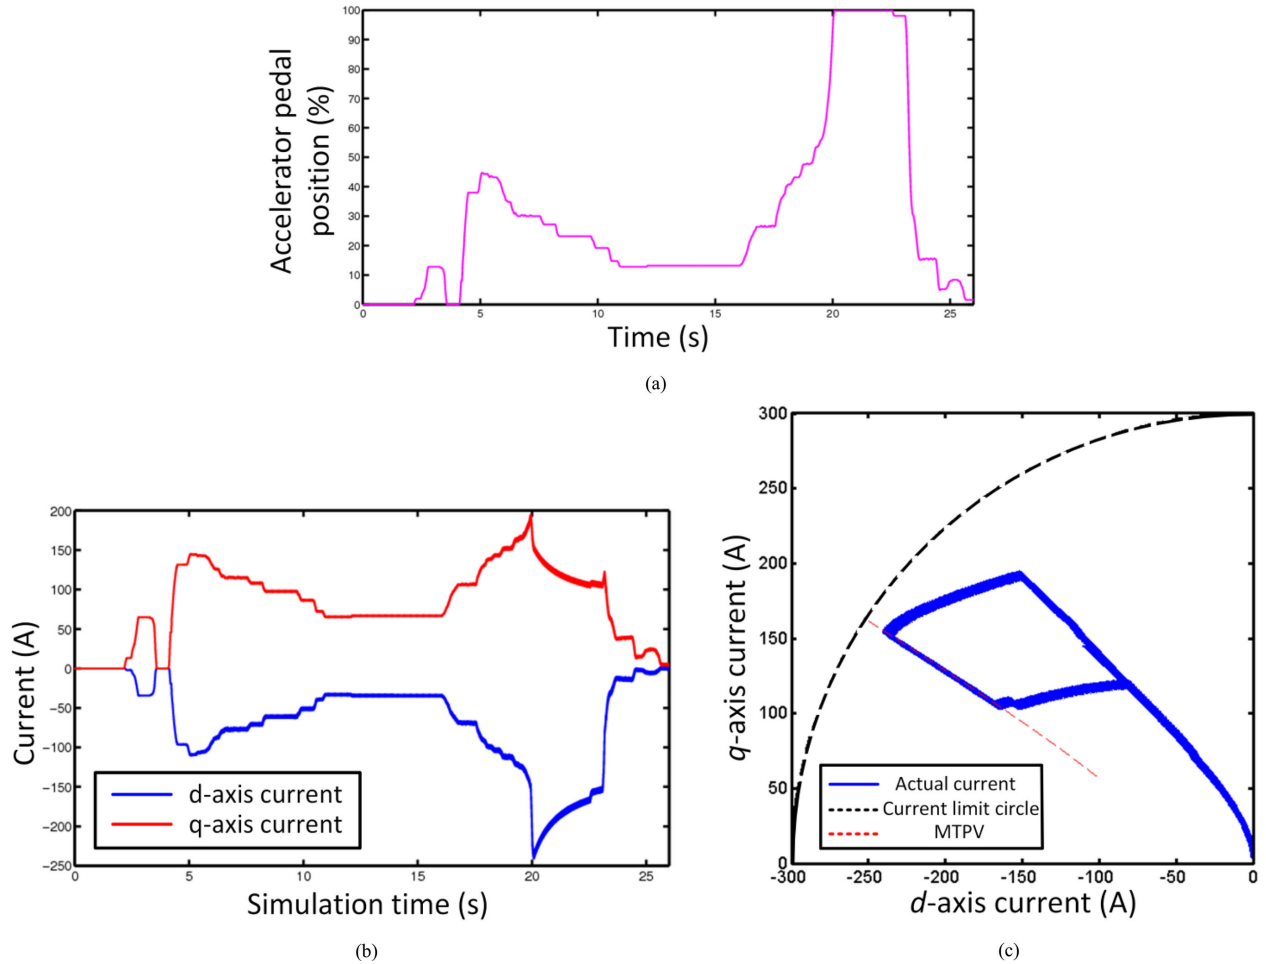 100
90
80
70
60
50
40
30
20
10
0
Accelerator pedal
position (%)
0 5 10 15 20 25
Time (s)
(a)
200
150
100
50
0
−50
−100
−150
−200
−250
Current (A)
d-axis current
q-axis current
0 5 10 15 20 25
Simulation time (s)
(b)
300
250
200
150
100
50
0
q-axis current (A)
Actual current
Current limit circle
MTPV
-300 -250 -200 -150 -100 -50 0
d-axis current (A)
(c)